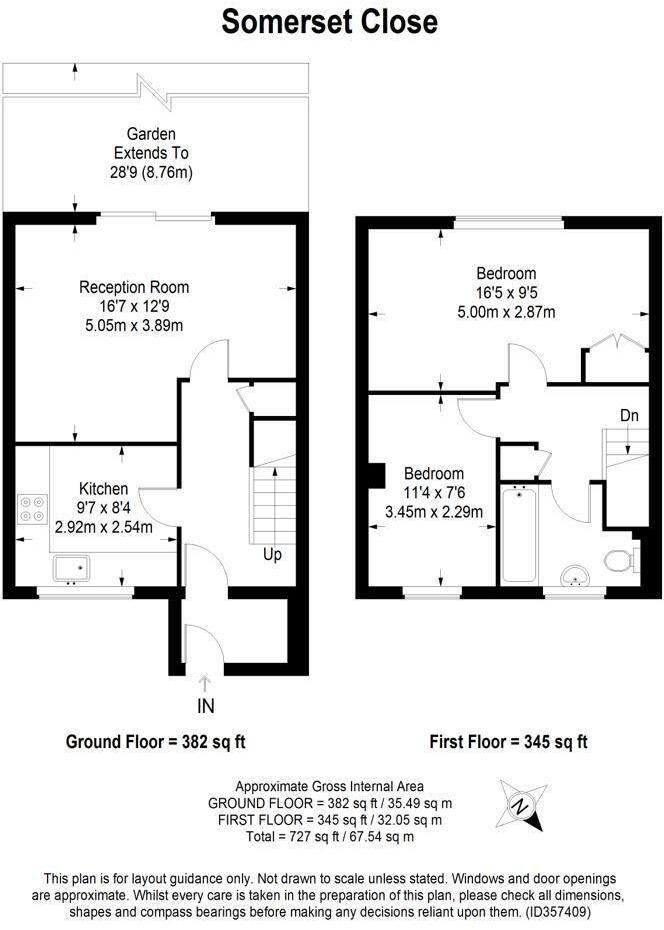 Somerset Close
Garden
Extends To
28'9 (8.76m)
Reception Room
16'7 x 12'9
5.05m x 3.89m
Kitchen
9'7 x 8'4
2.92m x 2.54m
Up
IN
Bedroom
16'5 x 9'5
5.00m x 2.87m
Dn
Bedroom
11'4 x 7'6
3.45m x 2.29m
Ground Floor = 382 sq ft
First Floor = 345 sq ft
Approximate Gross Internal Area
GROUND FLOOR = 382 sq ft / 35.49 sq m
FIRST FLOOR = 345 sq ft / 32.05 sq m
Total = 727 sq ft / 67.54 sq m
N
This plan is for layout guidance only. Not drawn to scale unless stated. Windows and door openings
are approximate. Whilst every care is taken in the preparation of this plan, please check all dimensions,
shapes and compass bearings before making any decisions reliant upon them. (ID357409)